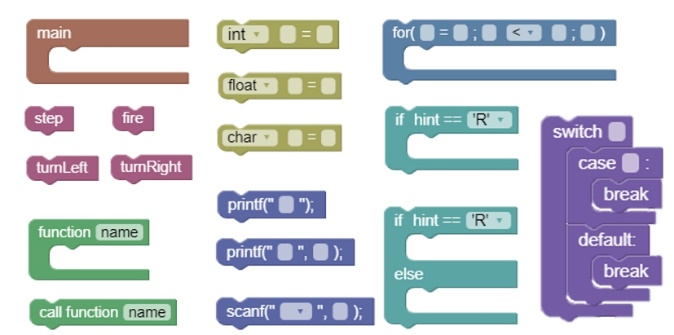 main
step
fire
turnLeft
turnRight
function name
call function name
int =
float =
char =
printf(" ");
printf(" ", );
scanf(" ", );
for( = ; < ; )
if hint == 'R'
if hint == 'R'
else
switch
case :
break
default:
break